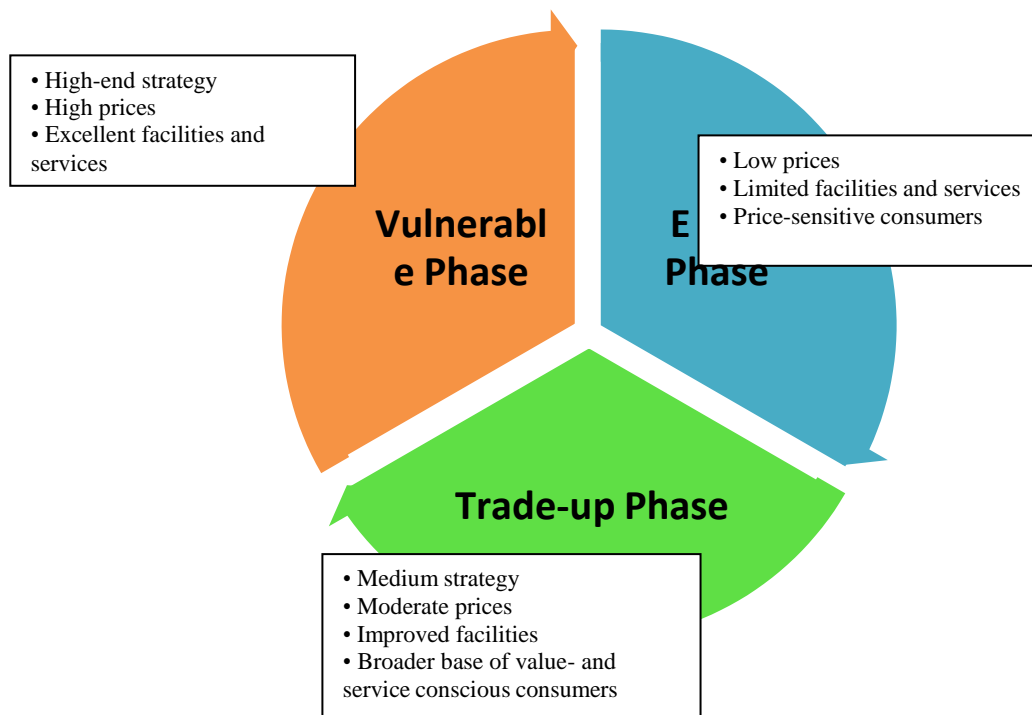 • High-end strategy
• High prices
• Excellent facilities and
services
• Low prices
• Limited facilities and services
• Price-sensitive consumers
Vulnerabl
e Phase
E
Phase
Trade-up Phase
• Medium strategy
• Moderate prices
• Improved facilities
• Broader base of value- and
service conscious consumers